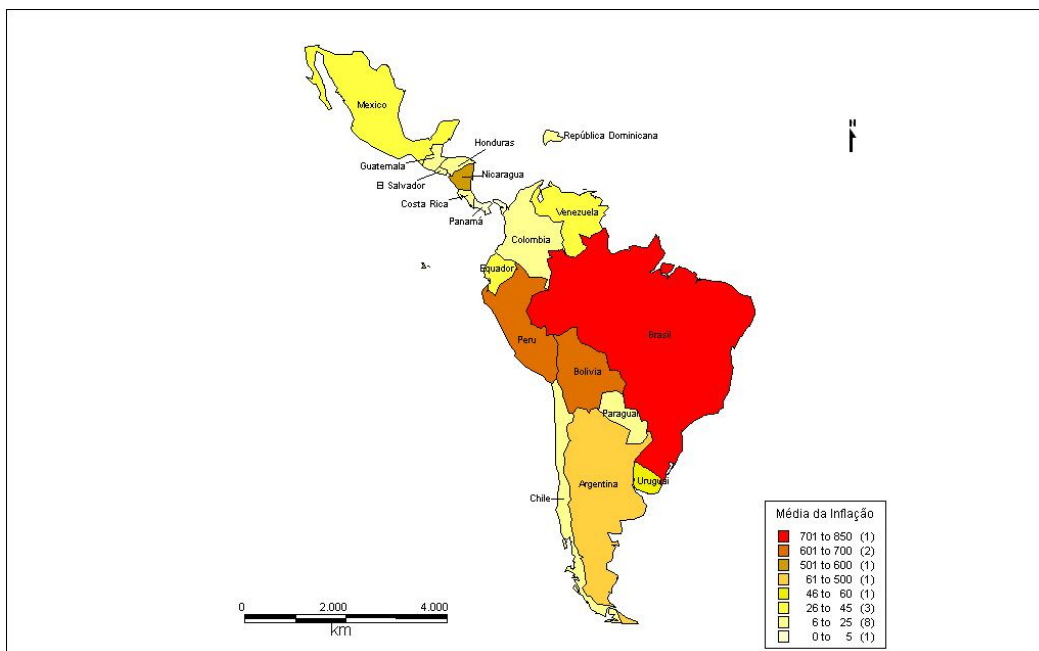 N
Mexico
República Dominicana
Honduras
Guatemala
Nicaragua
El Salvador
Costa Rica
Panamá
Venezuela
Colombia
Equador
Brasil
Peru
Bolivia
Paraguai
Uruguai
Argentina
Chile
Média da Inflação
701 to 850 (1)
601 to 700 (2)
501 to 600 (1)
61 to 500 (1)
46 to 60 (1)
26 to 45 (3)
6 to 25 (8)
0 to 5 (1)
0 2.000 4.000
km